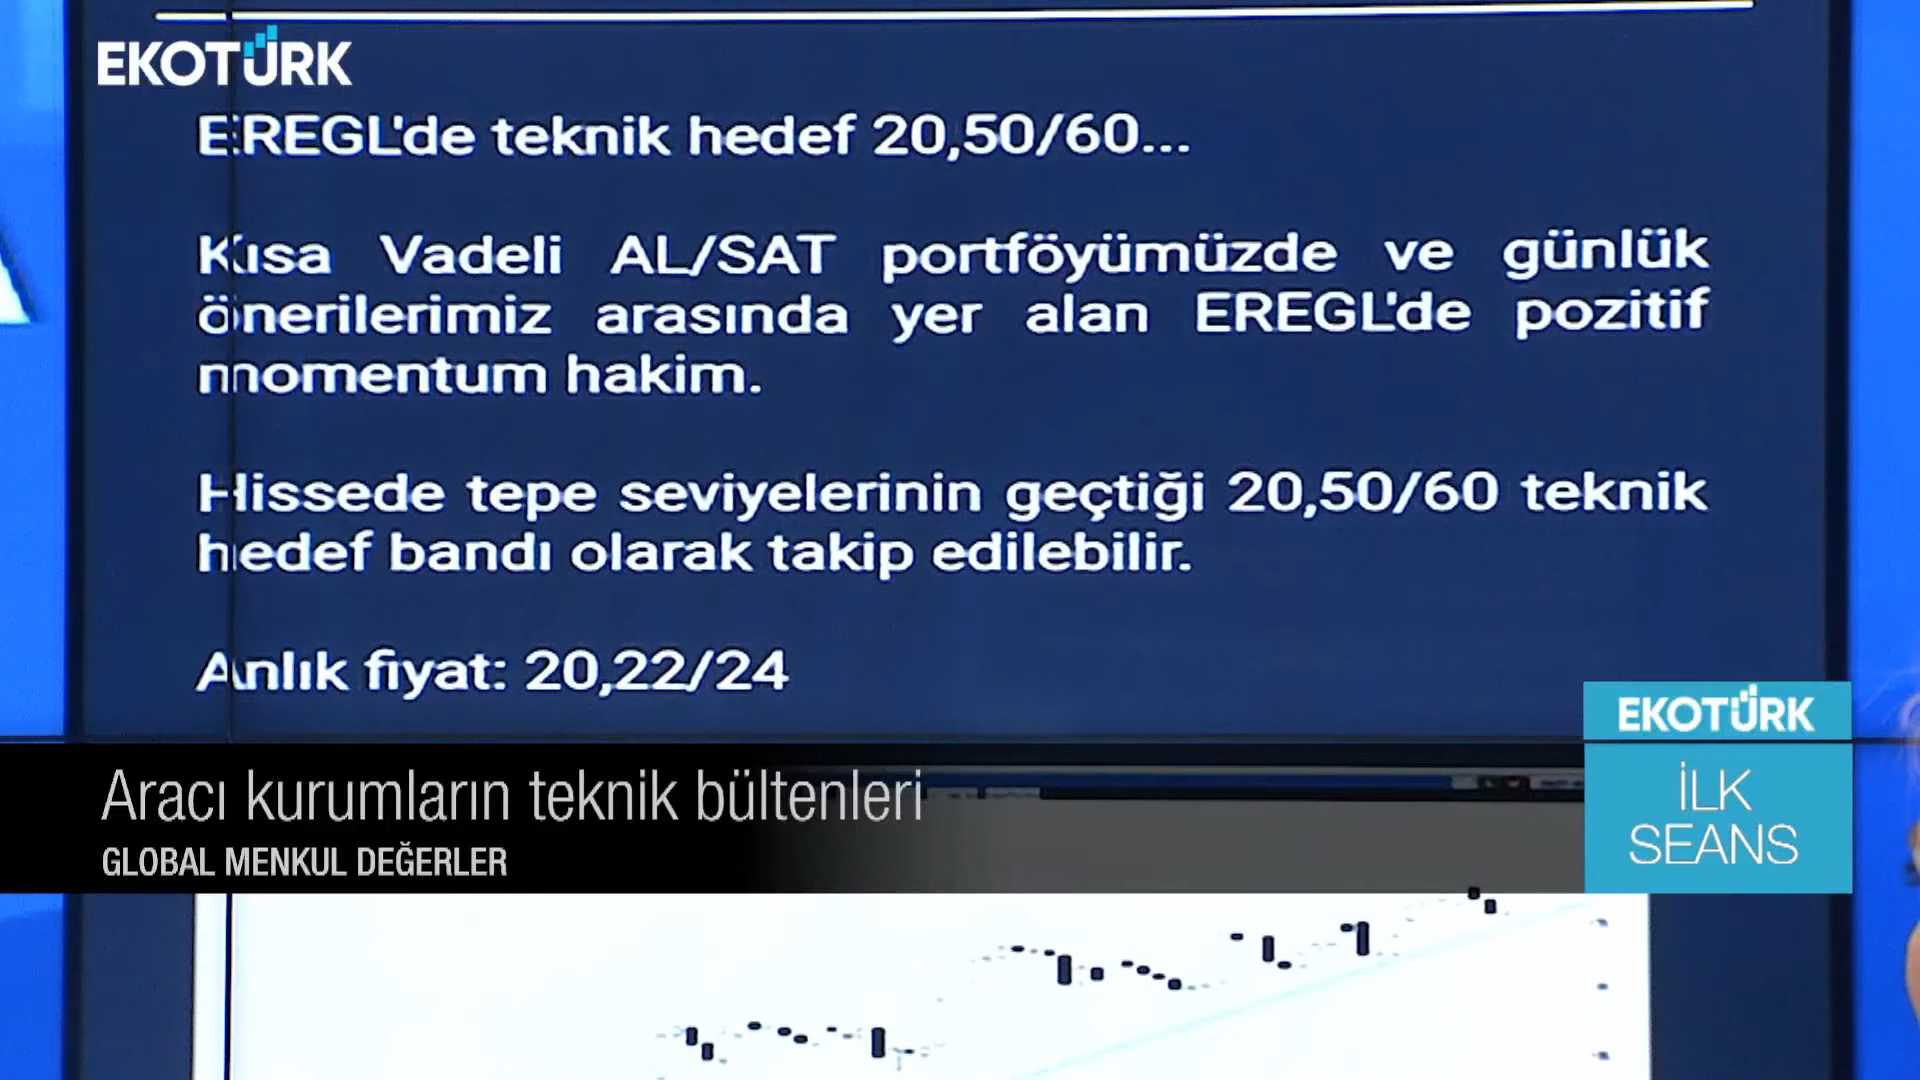 EKOTÜRK
EREGL'de teknik hedef 20,50/60...
Kısa Vadeli AL/SAT portföyümüzde ve günlük
önerilerimiz arasında yer alan EREGL'de pozitif
momentum hakim.
Hissede tepe seviyelerinin geçtiği 20,50/60 teknik
hedef bandı olarak takip edilebilir.
Anlık fiyat: 20,22/24
EKOTÜRK
İLK
SEANS
Aracı kurumların teknik bültenleri
GLOBAL MENKUL DEĞERLER